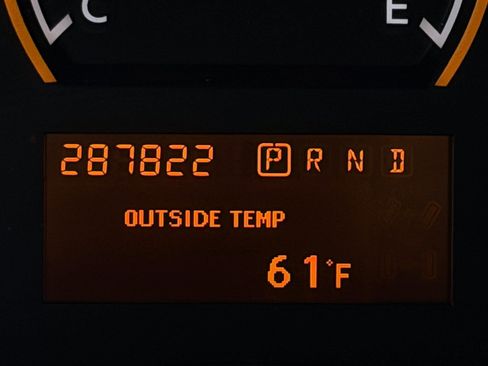 C E
287822 P R N D
OUTSIDE TEMP
61°F